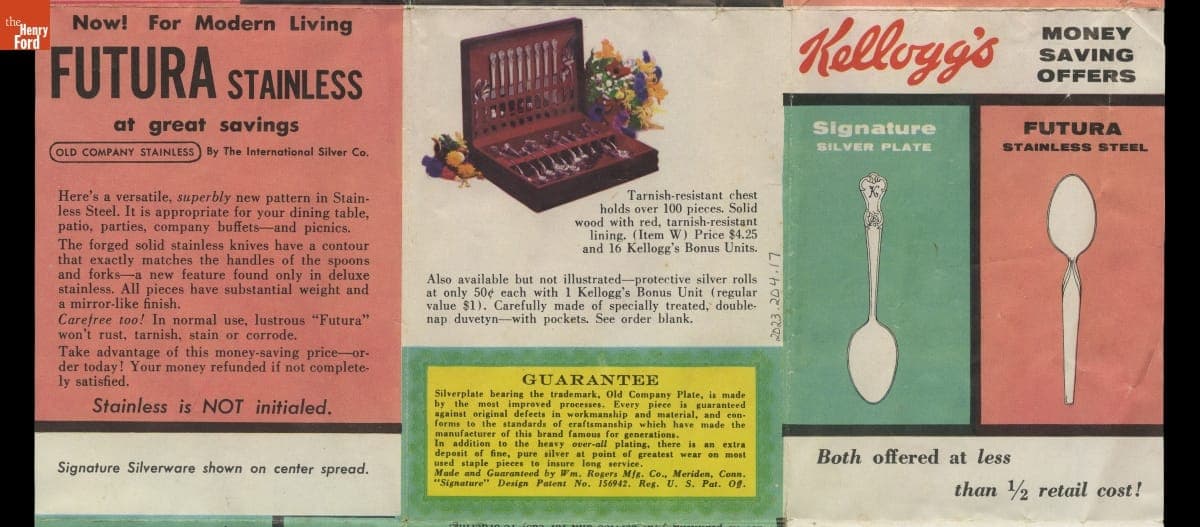 the
Henry
Ford
Now! For Modern Living
FUTURA STAINLESS
at great savings
OLD COMPANY STAINLESS By The International Silver Co.
Here's a versatile, superbly new pattern in Stain-
less Steel. It is appropriate for your dining table,
patio, parties, company buffets—and picnics.
The forged solid stainless knives have a contour
that exactly matches the handles of the spoons
and forks—a new feature found only in deluxe
stainless. All pieces have substantial weight and
a mirror-like finish.
Carefree too! In normal use, lustrous "Futura"
won't rust, tarnish, stain or corrode.
Take advantage of this money-saving price—or-
der today! Your money refunded if not complete-
ly satisfied.
Stainless is NOT initialed.
Signature Silverware shown on center spread.
Tarnish-resistant chest
holds over 100 pieces. Solid
wood with red, tarnish-resistant
lining. (Item W) Price $4.25
and 16 Kellogg's Bonus Units.
Also available but not illustrated—protective silver rolls
at only 50¢ each with 1 Kellogg's Bonus Unit (regular
value $1). Carefully made of specially treated, double-
nap duvetyn—with pockets. See order blank.
2023.204.17
GUARANTEE
Silverplate bearing the trademark, Old Company Plate, is made
by the most improved processes. Every piece is guaranteed
against original defects in workmanship and material, and con-
forms to the standards of craftsmanship which have made the
manufacturer of this brand famous for generations.
In addition to the heavy over-all plating, there is an extra
deposit of fine, pure silver at point of greatest wear on most
used staple pieces to insure long service.
Made and Guaranteed by Wm. Rogers Mfg. Co., Meriden, Conn.
"Signature" Design Patent No. 156942. Reg. U. S. Pat. Off.
Kellogg's
MONEY
SAVING
OFFERS
Signature
SILVER PLATE
K
FUTURA
STAINLESS STEEL
Both offered at less
than ½ retail cost!